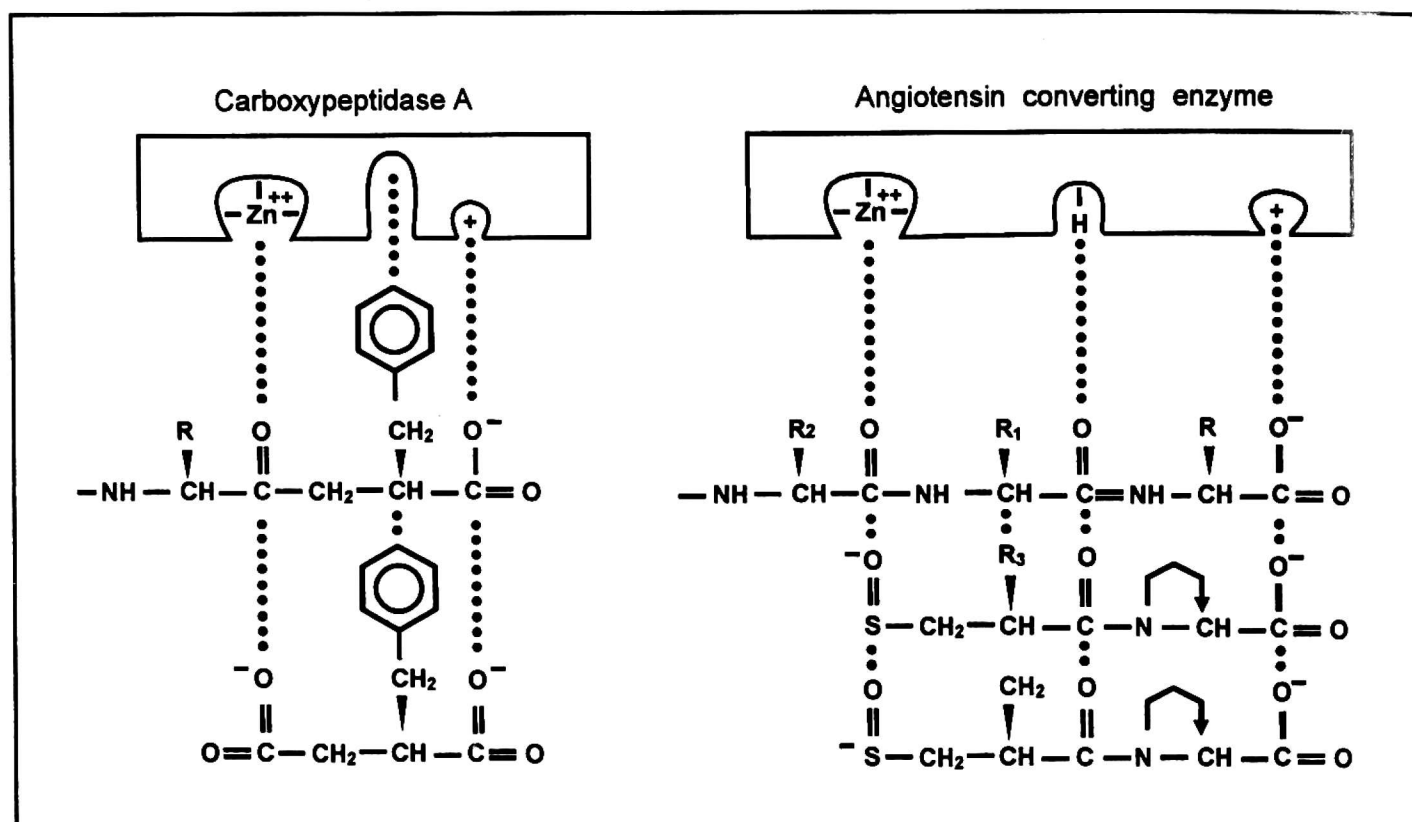 Carboxypeptidase A Angiotensin converting enzyme
++ ++
–Zn– + –Zn– H +
R O CH₂ O⁻ R₂ O R₁ O R O⁻
–NH–CH–C–CH₂–CH–C=O –NH–CH–C–NH–CH–C=NH–CH–C=O
⁻O R₃ O O⁻
S–CH₂–CH–C–N–CH–C=O
⁻O CH₂ O⁻ O CH₂ O O⁻
O=C–CH₂–CH–C=O ⁻S–CH₂–CH–C–N–CH–C=O